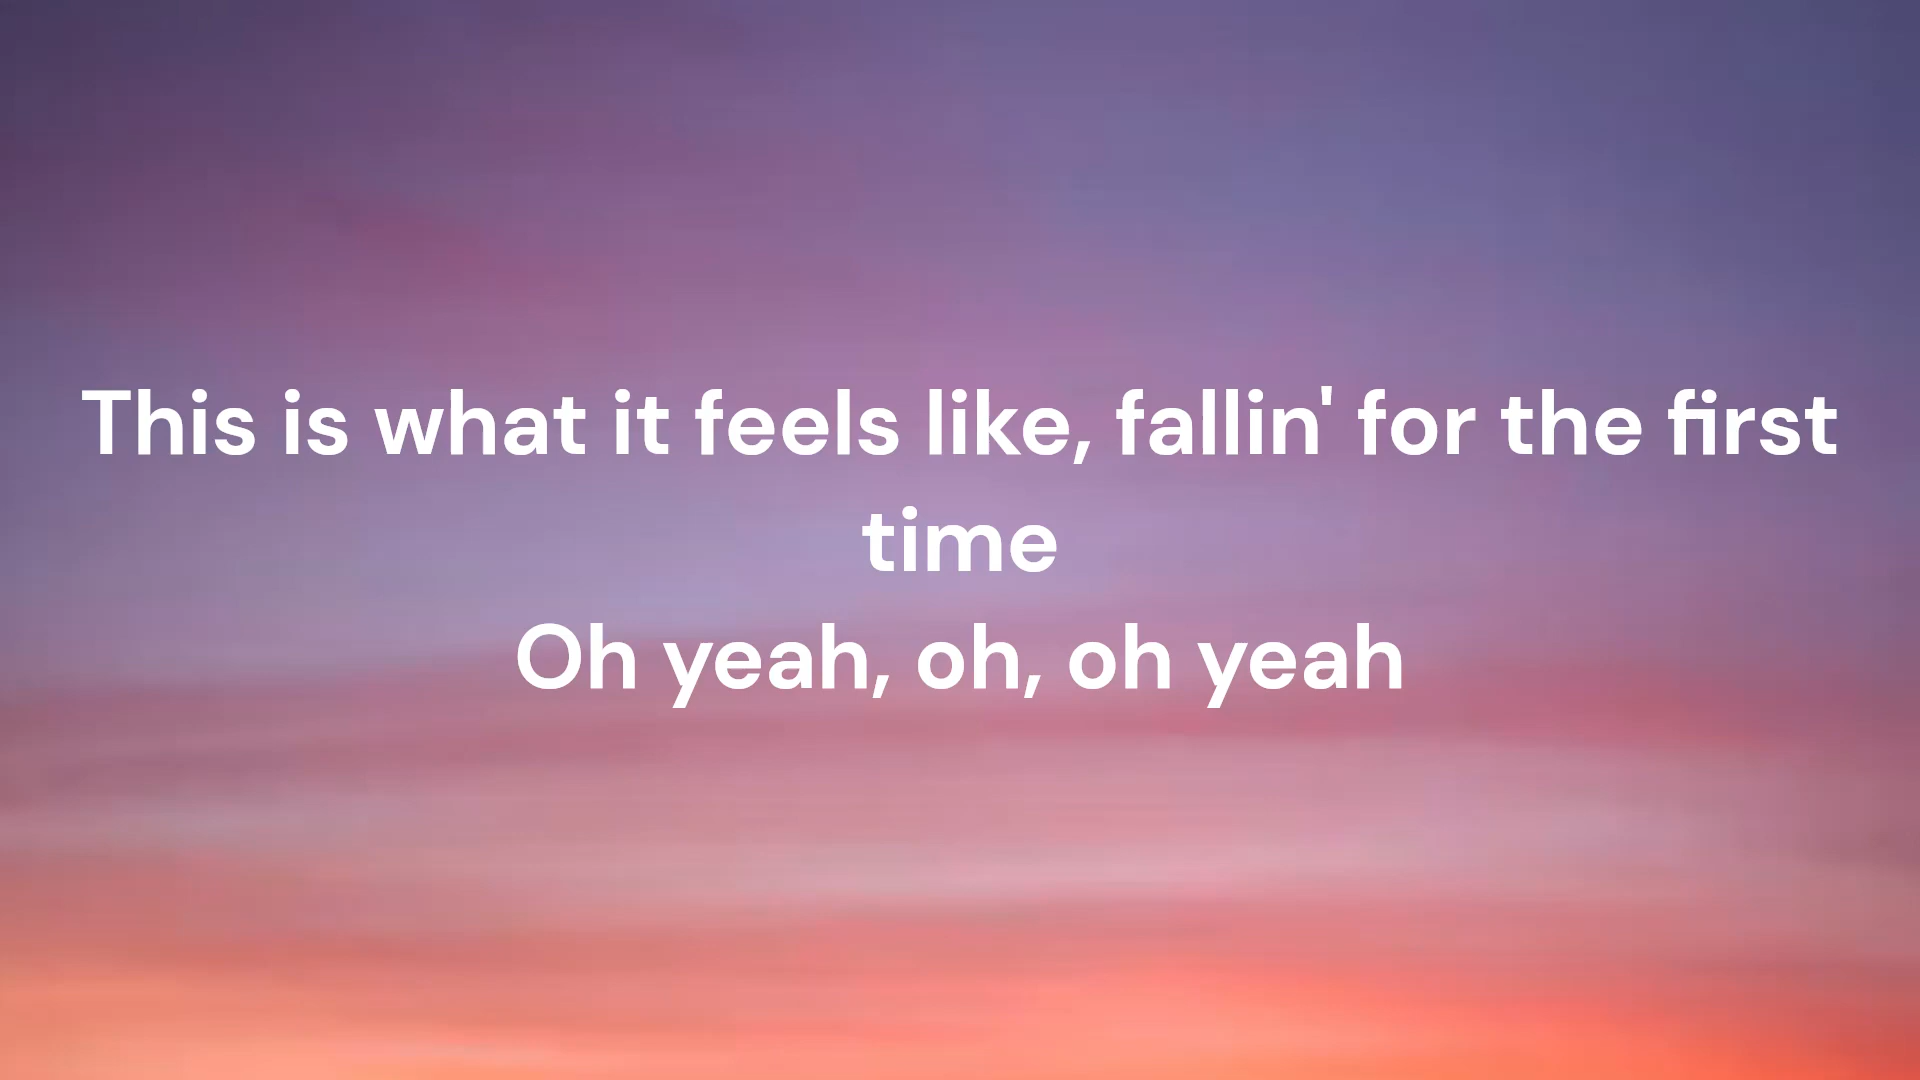 This is what it feels like, fallin' for the first
time
Oh yeah, oh, oh yeah